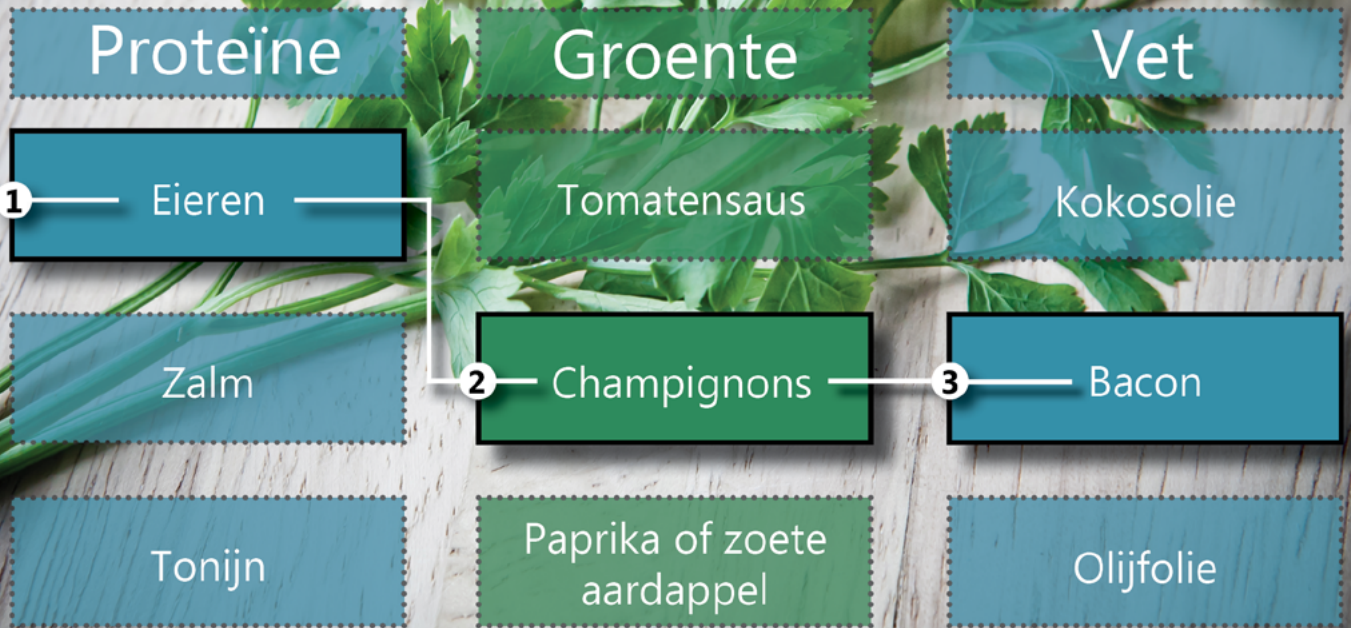 Proteïne Groente Vet
1 Eieren Tomatensaus Kokosolie
Zalm 2 Champignons 3 Bacon
Tonijn Paprika of zoete Olijfolie
aardappel